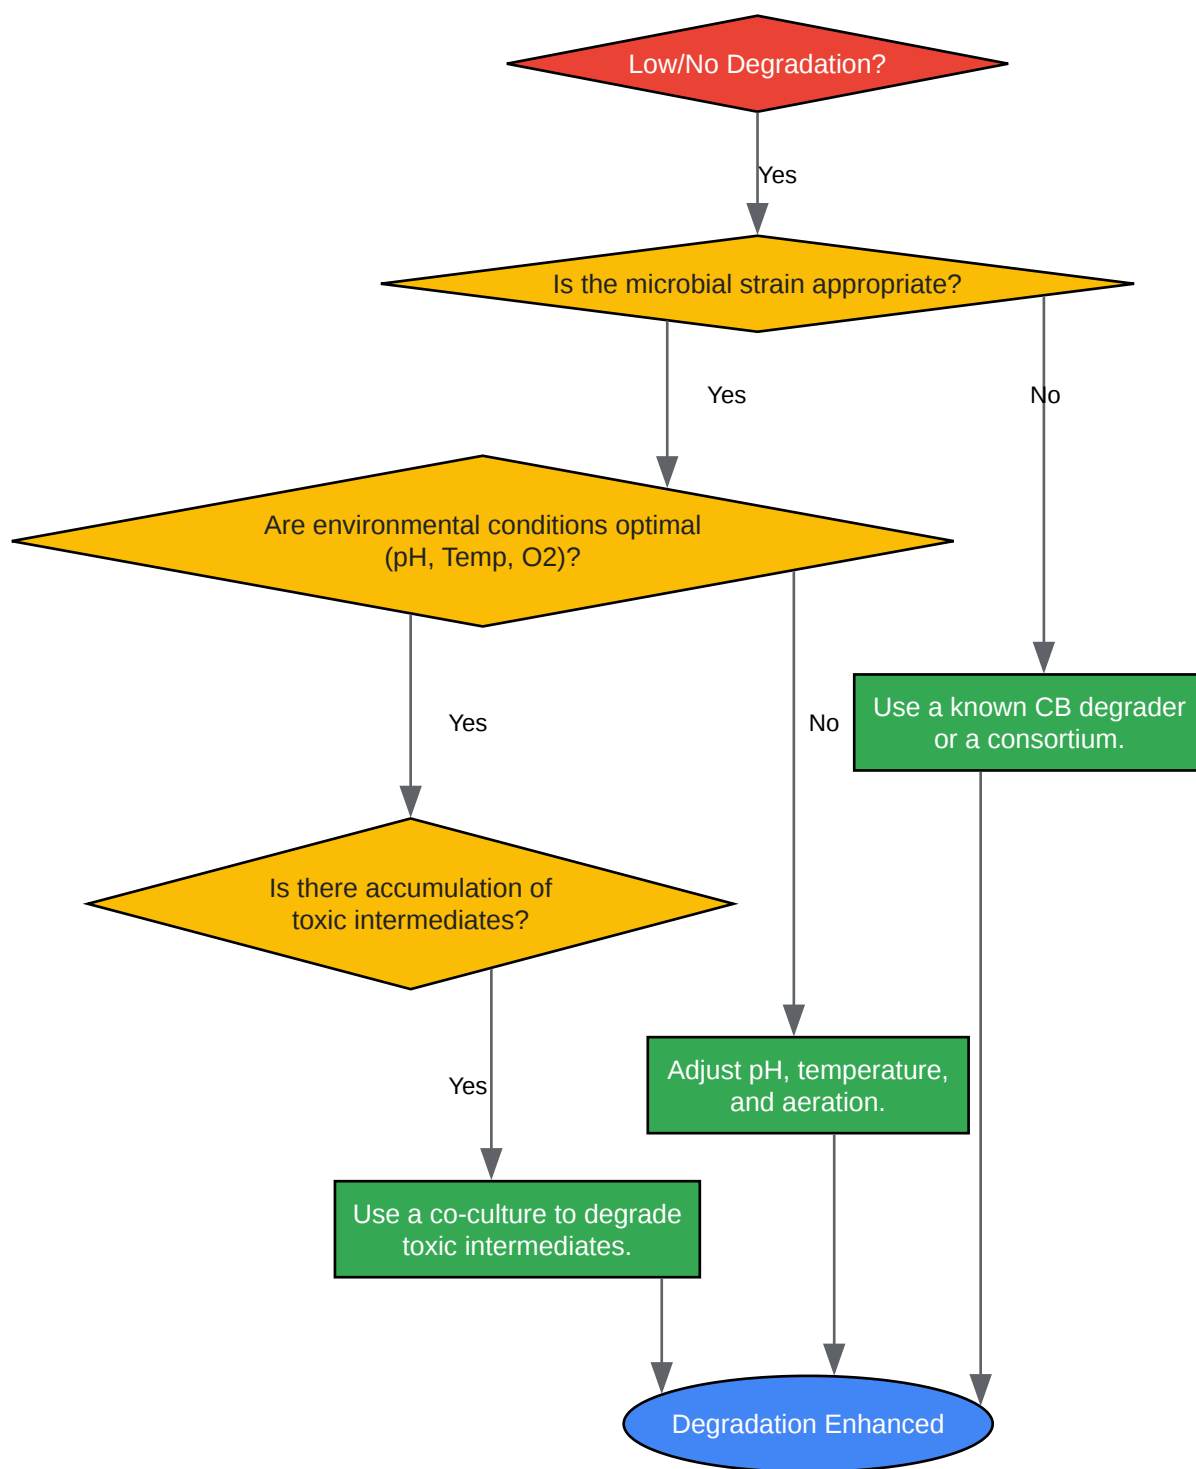 Low/No Degradation?
Yes
Is the microbial strain appropriate?
Yes
No
Are environmental conditions optimal
(pH, Temp, O2)?
Yes
No
Use a known CB degrader
or a consortium.
Is there accumulation of
toxic intermediates?
Yes
Adjust pH, temperature,
and aeration.
Use a co-culture to degrade
toxic intermediates.
Degradation Enhanced